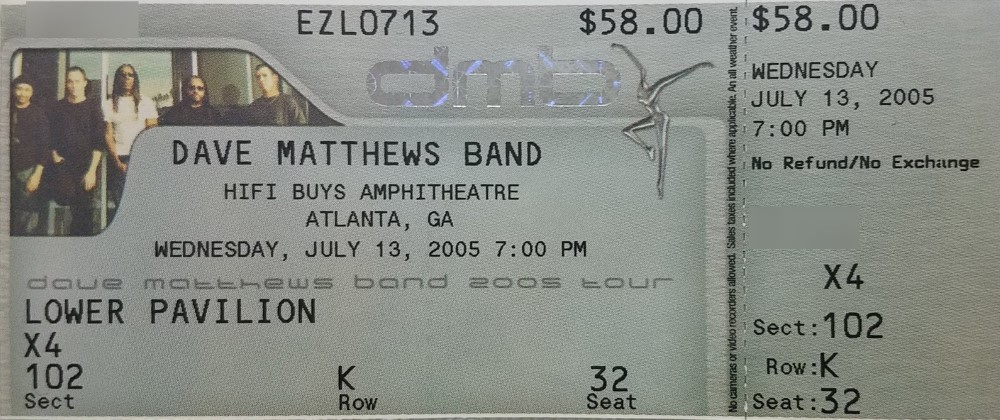 EZL0713 $58.00
dmb
DAVE MATTHEWS BAND
HIFI BUYS AMPHITHEATRE
ATLANTA, GA
WEDNESDAY, JULY 13, 2005 7:00 PM
dave matthews band 2005 tour
LOWER PAVILION
X4
102 K 32
Sect Row Seat
No cameras or video recorders allowed. Sales taxes included where applicable. An all weather event.
$58.00
WEDNESDAY
JULY 13, 2005
7:00 PM
No Refund/No Exchange
X4
Sect:102
Row:K
Seat:32